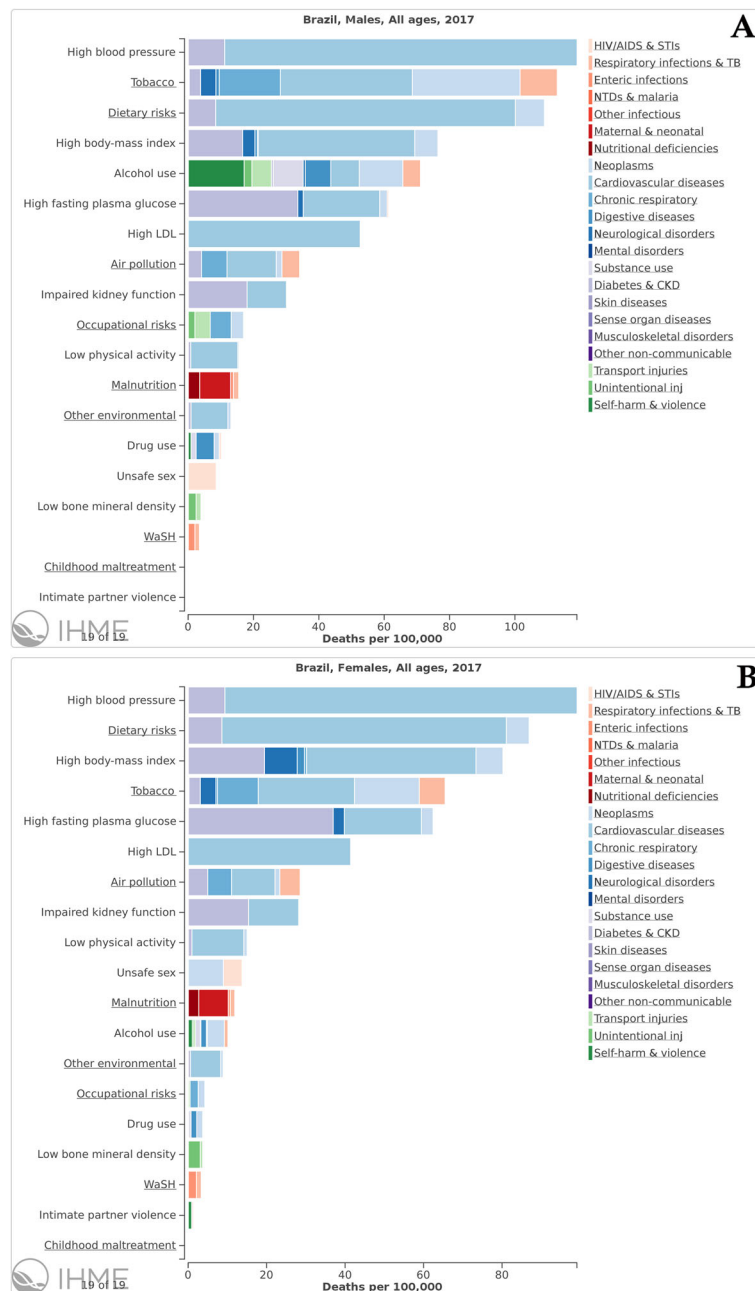 Brazil, Males, All ages, 2017
A
High blood pressure
Tobacco
Dietary risks
High body-mass index
Alcohol use
High fasting plasma glucose
High LDL
Air pollution
Impaired kidney function
Occupational risks
Low physical activity
Malnutrition
Other environmental
Drug use
Unsafe sex
Low bone mineral density
WaSH
Childhood maltreatment
Intimate partner violence
HIV/AIDS & STIs
Respiratory infections & TB
Enteric infections
NTDs & malaria
Other infectious
Maternal & neonatal
Nutritional deficiencies
Neoplasms
Cardiovascular diseases
Chronic respiratory
Digestive diseases
Neurological disorders
Mental disorders
Substance use
Diabetes & CKD
Skin diseases
Sense organ diseases
Musculoskeletal disorders
Other non-communicable
Transport injuries
Unintentional inj
Self-harm & violence
0 20 40 60 80 100
Deaths per 100,000
IHME
19 of 19
Brazil, Females, All ages, 2017
B
High blood pressure
Dietary risks
High body-mass index
Tobacco
High fasting plasma glucose
High LDL
Air pollution
Impaired kidney function
Low physical activity
Unsafe sex
Malnutrition
Alcohol use
Other environmental
Occupational risks
Drug use
Low bone mineral density
WaSH
Intimate partner violence
Childhood maltreatment
HIV/AIDS & STIs
Respiratory infections & TB
Enteric infections
NTDs & malaria
Other infectious
Maternal & neonatal
Nutritional deficiencies
Neoplasms
Cardiovascular diseases
Chronic respiratory
Digestive diseases
Neurological disorders
Mental disorders
Substance use
Diabetes & CKD
Skin diseases
Sense organ diseases
Musculoskeletal disorders
Other non-communicable
Transport injuries
Unintentional inj
Self-harm & violence
0 20 40 60 80
Deaths per 100,000
IHME
19 of 19